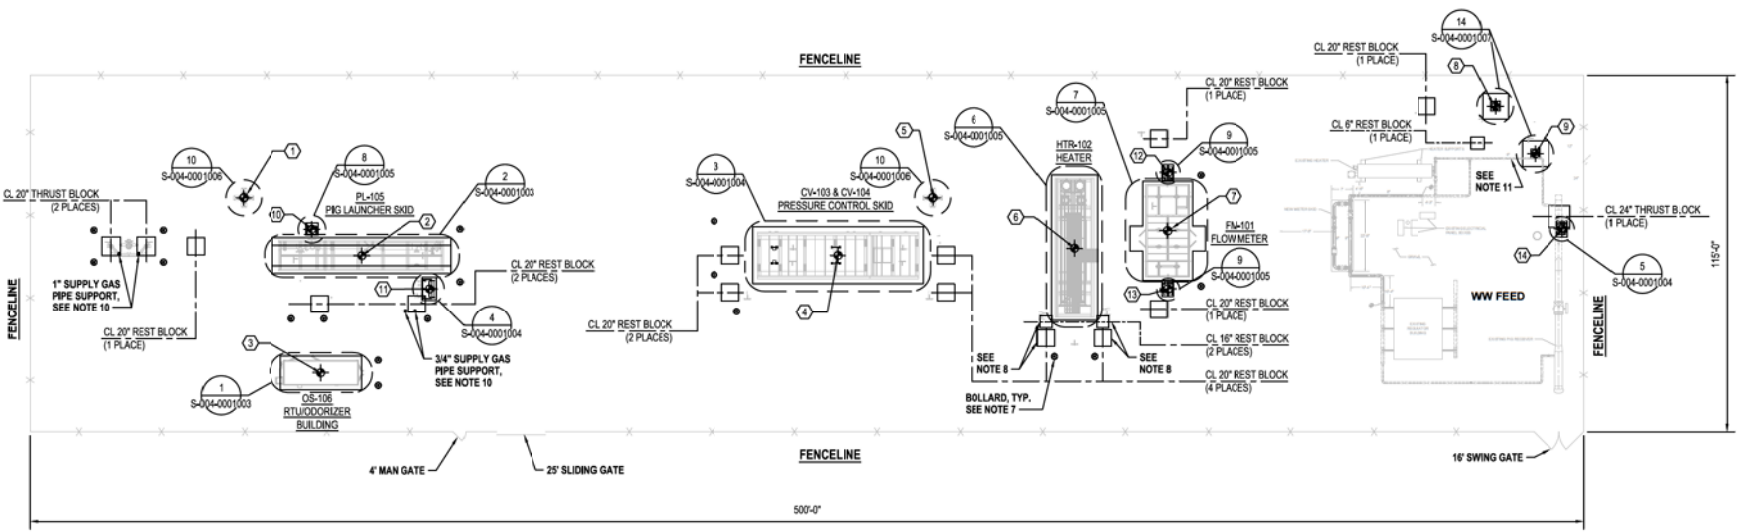 FENCELINE
14
S-004-0001007
CL 20" REST BLOCK
(1 PLACE)
8
CL 20" REST BLOCK
(1 PLACE)
7
S-004-0001005
6
S-004-0001005
9
S-004-0001005
CL 6" REST BLOCK
(1 PLACE)
9
HTR-102
HEATER
12
5
1
8
S-004-0001005
10
S-004-0001006
2
S-004-0001003
3
S-004-0001004
10
S-004-0001006
CL 20" THRUST BLOCK
(2 PLACES)
PL-105
PIG LAUNCHER SKID
CV-103 & CV-104
PRESSURE CONTROL SKID
SEE
NOTE 11
7
10
2
6
CL 24" THRUST BLOCK
(1 PLACE)
FM-101
FLOWMETER
14
115'-0"
9
S-004-0001005
5
S-004-0001004
CL 20" REST BLOCK
(2 PLACES)
FENCELINE
1" SUPPLY GAS
PIPE SUPPORT,
SEE NOTE 10
11
13
WW FEED
FENCELINE
4
4
S-004-0001004
CL 20" REST BLOCK
(1 PLACE)
CL 20" REST BLOCK
(2 PLACES)
CL 20" REST BLOCK
(1 PLACE)
3
3/4" SUPPLY GAS
PIPE SUPPORT,
SEE NOTE 10
SEE
NOTE 8
SEE
NOTE 8
CL 16" REST BLOCK
(2 PLACES)
CL 20" REST BLOCK
(4 PLACES)
1
S-004-0001003
OS-106
RTU/ODORIZER
BUILDING
BOLLARD, TYP.
SEE NOTE 7
4' MAN GATE
25' SLIDING GATE
FENCELINE
16' SWING GATE
500'-0"